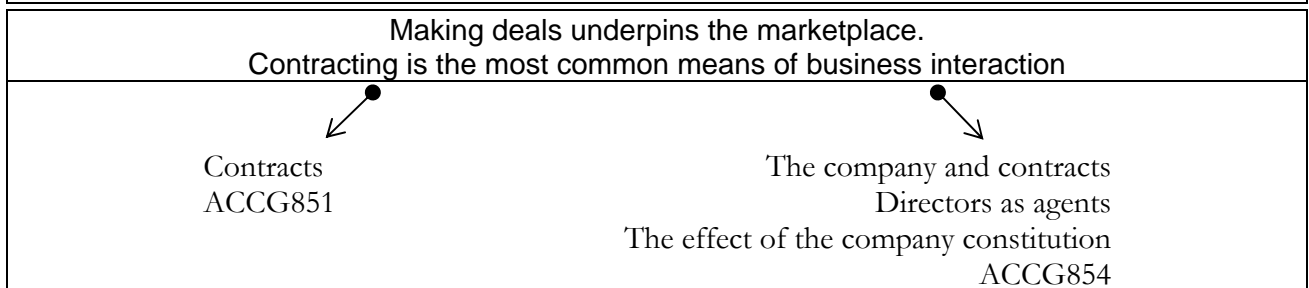 Making deals underpins the marketplace.
Contracting is the most common means of business interaction
Contracts
ACCG851
The company and contracts
Directors as agents
The effect of the company constitution
ACCG854